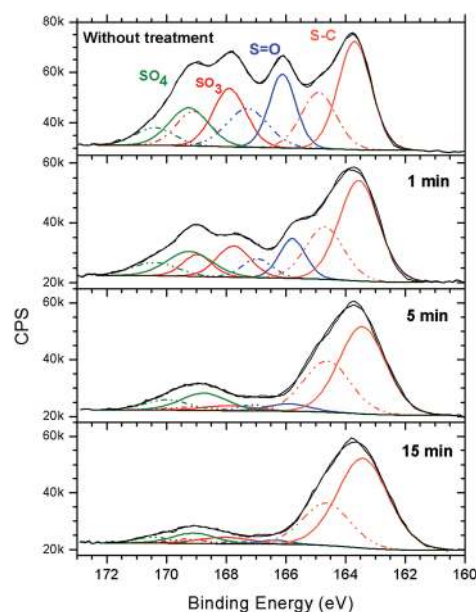 Without treatment
S-C
S=O
SO4
SO3
80k
60k
40k
1 min
60k
40k
20k
5 min
60k
40k
20k
15 min
60k
40k
20k
CPS
172 170 168 166 164 162 160
Binding Energy (eV)